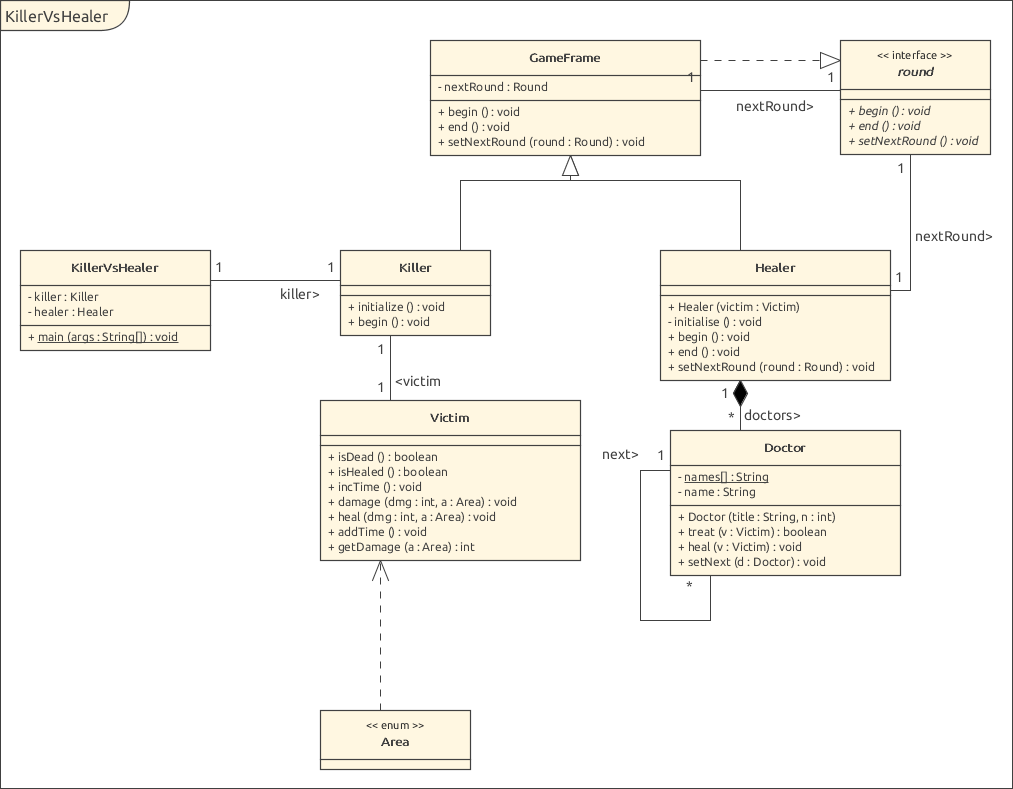 KillerVsHealer
GameFrame
- nextRound : Round
+ begin () : void
+ end () : void
+ setNextRound (round : Round) : void
1
1
nextRound>
<< interface >>
round
+ begin () : void
+ end () : void
+ setNextRound () : void
1
nextRound>
1
KillerVsHealer
- killer : Killer
- healer : Healer
+ main (args : String[]) : void
1
1
killer>
Killer
+ initialize () : void
+ begin () : void
1
1
<victim
Healer
+ Healer (victim : Victim)
- initialise () : void
+ begin () : void
+ end () : void
+ setNextRound (round : Round) : void
1
*
doctors>
Victim
+ isDead () : boolean
+ isHealed () : boolean
+ incTime () : void
+ damage (dmg : int, a : Area) : void
+ heal (dmg : int, a : Area) : void
+ addTime () : void
+ getDamage (a : Area) : int
next>
1
Doctor
- names[] : String
- name : String
+ Doctor (title : String, n : int)
+ treat (v : Victim) : boolean
+ heal (v : Victim) : void
+ setNext (d : Doctor) : void
*
<< enum >>
Area